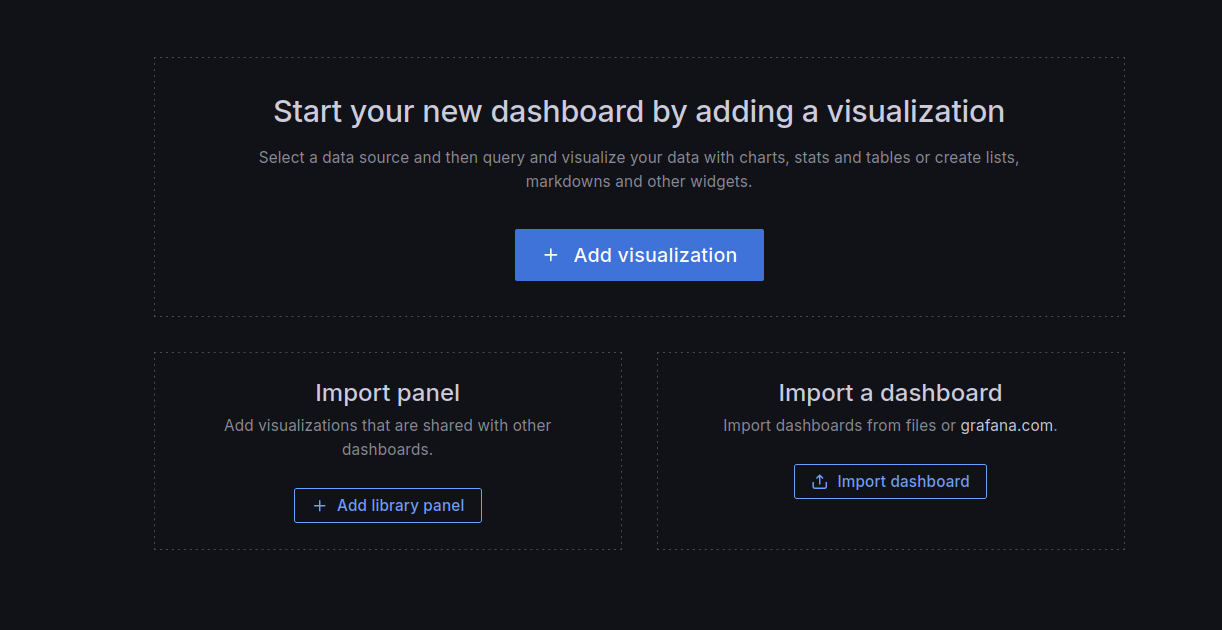 Start your new dashboard by adding a visualization
Select a data source and then query and visualize your data with charts, stats and tables or create lists,
markdowns and other widgets.
Add visualization
Import panel
Add visualizations that are shared with other
dashboards.
Add library panel
Import a dashboard
Import dashboards from files or grafana.com.
Import dashboard